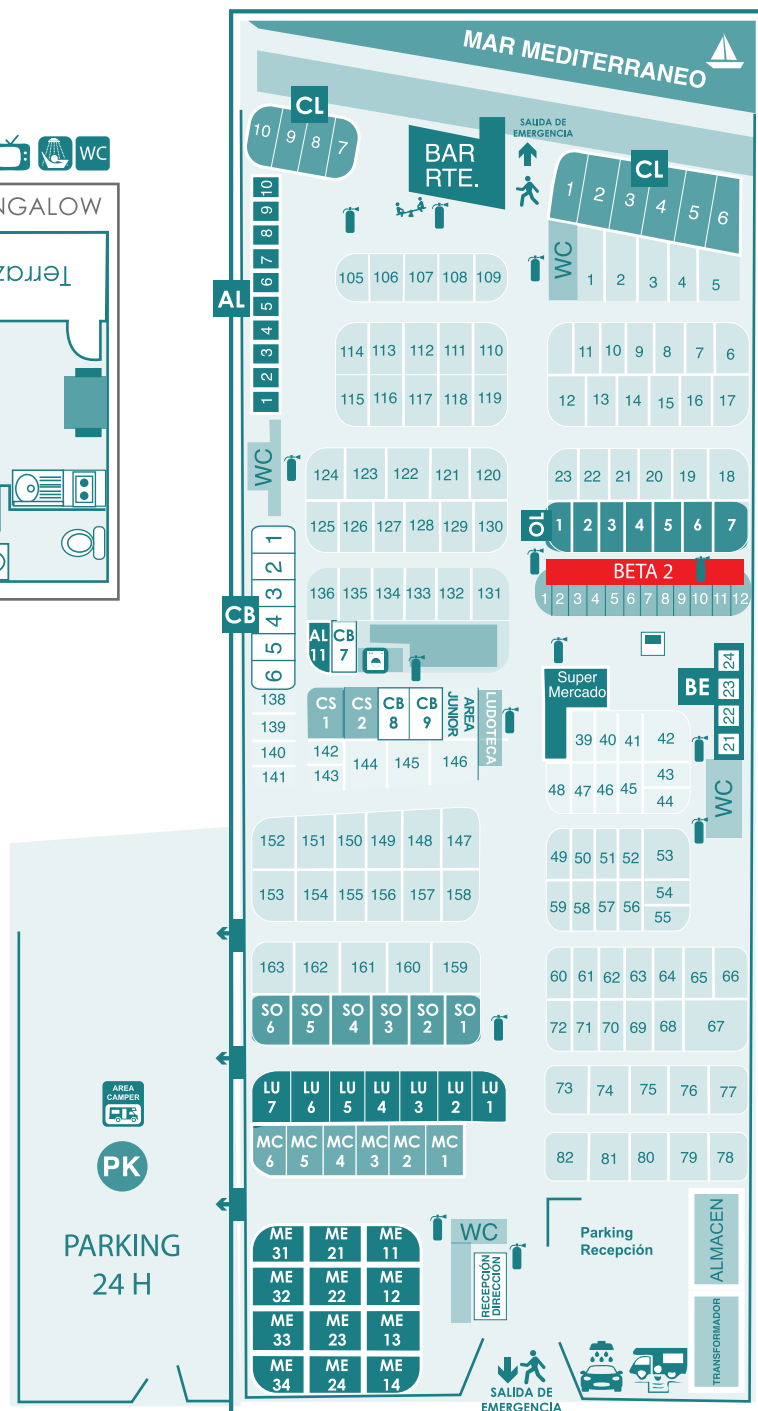 MAR MEDITERRANEO
CL
10 9 8 7
BAR
RTE.
SALIDA DE
EMERGENCIA
CL
1 2 3 4 5 6
WC
NGALOW
Terraz
WC
1 2 3 4 5
AL
10
9
8
7
6
5
4
3
2
1
105 106 107 108 109
114 113 112 111 110
115 116 117 118 119
11 10 9 8 7 6
12 13 14 15 16 17
WC
124 123 122 121 120
125 126 127 128 129 130
23 22 21 20 19 18
OL
1 2 3 4 5 6 7
BETA 2
1 2 3 4 5 6 7 8 9 10 11 12
CB
1
2
3
4
5
6
136 135 134 133 132 131
AL
11
CB
7
138
139
140
141
CS
1
CS
2
CB
8
CB
9
AREA
JUNIOR
LUDOTECA
142
143
144 145 146
Super
Mercado
BE
24
23
22
21
39 40 41 42
43
48 47 46 45
44
WC
152 151 150 149 148 147
153 154 155 156 157 158
49 50 51 52 53
54
59 58 57 56
55
163 162 161 160 159
SO
6
SO
5
SO
4
SO
3
SO
2
SO
1
60 61 62 63 64 65 66
72 71 70 69 68 67
LU
7
LU
6
LU
5
LU
4
LU
3
LU
2
LU
1
MC
6
MC
5
MC
4
MC
3
MC
2
MC
1
73 74 75 76 77
82 81 80 79 78
AREA
CAMPER
PK
PARKING
24 H
ME
31
ME
21
ME
11
ME
32
ME
22
ME
12
ME
33
ME
23
ME
13
ME
34
ME
24
ME
14
WC
RECEPCIÓN
DIRECCIÓN
Parking
Recepción
ALMACEN
TRANSFORMADOR
SALIDA DE
EMERGENCIA